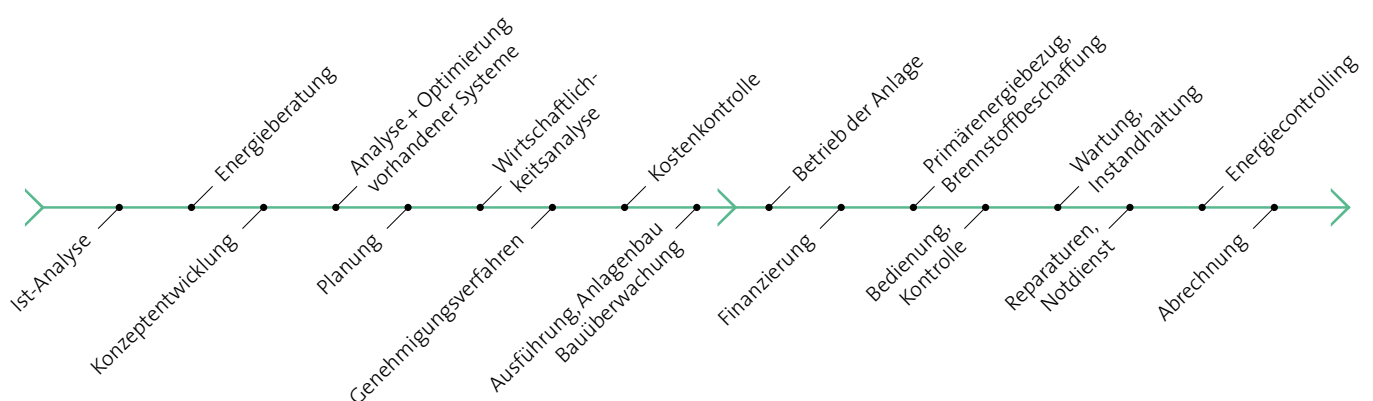 Ist-Analyse
Energieberatung
Konzeptentwicklung
Analyse + Optimierung
vorhandener Systeme
Planung
Wirtschaftlich-
keitsanalyse
Genehmigungsverfahren
Kostenkontrolle
Ausführung, Anlagenbau
Bauüberwachung
Betrieb der Anlage
Finanzierung
Primärenergiebezug,
Brennstoffbeschaffung
Bedienung,
Kontrolle
Wartung,
Instandhaltung
Reparaturen,
Notdienst
Energiecontrolling
Abrechnung